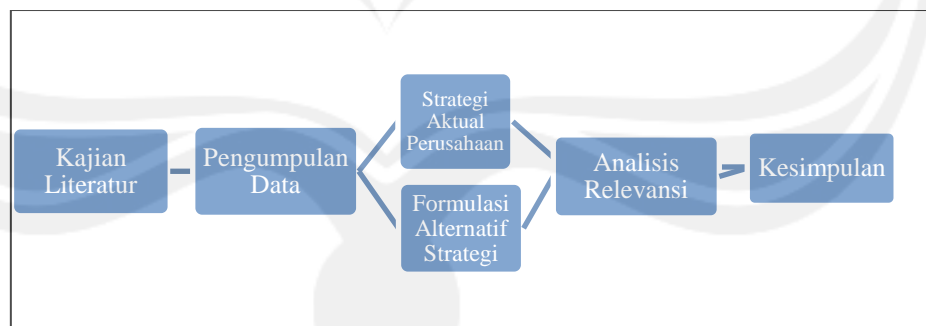 Kajian
Literatur
Pengumpulan
Data
Strategi
Aktual
Perusahaan
Formulasi
Alternatif
Strategi
Analisis
Relevansi
Kesimpulan